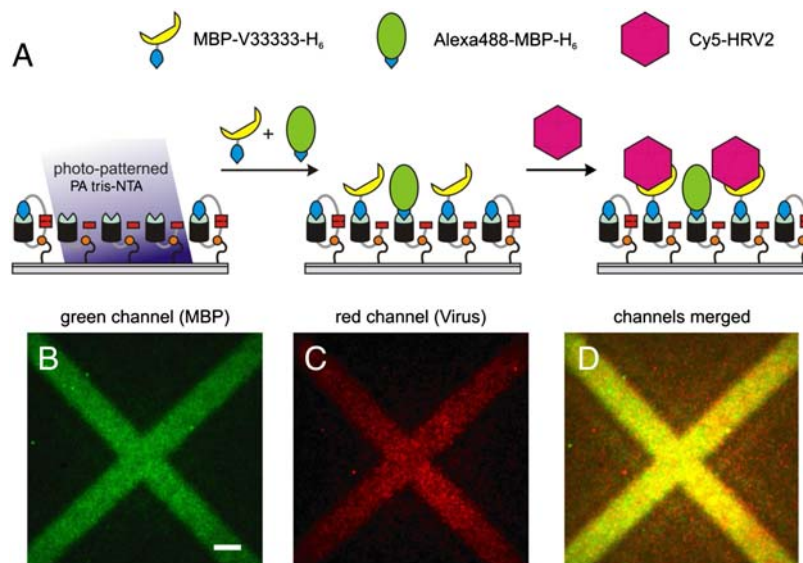 A
MBP-V33333-H₆
Alexa488-MBP-H₆
Cy5-HRV2
photo-patterned
PA tris-NTA
+
green channel (MBP)
red channel (Virus)
channels merged
B
C
D